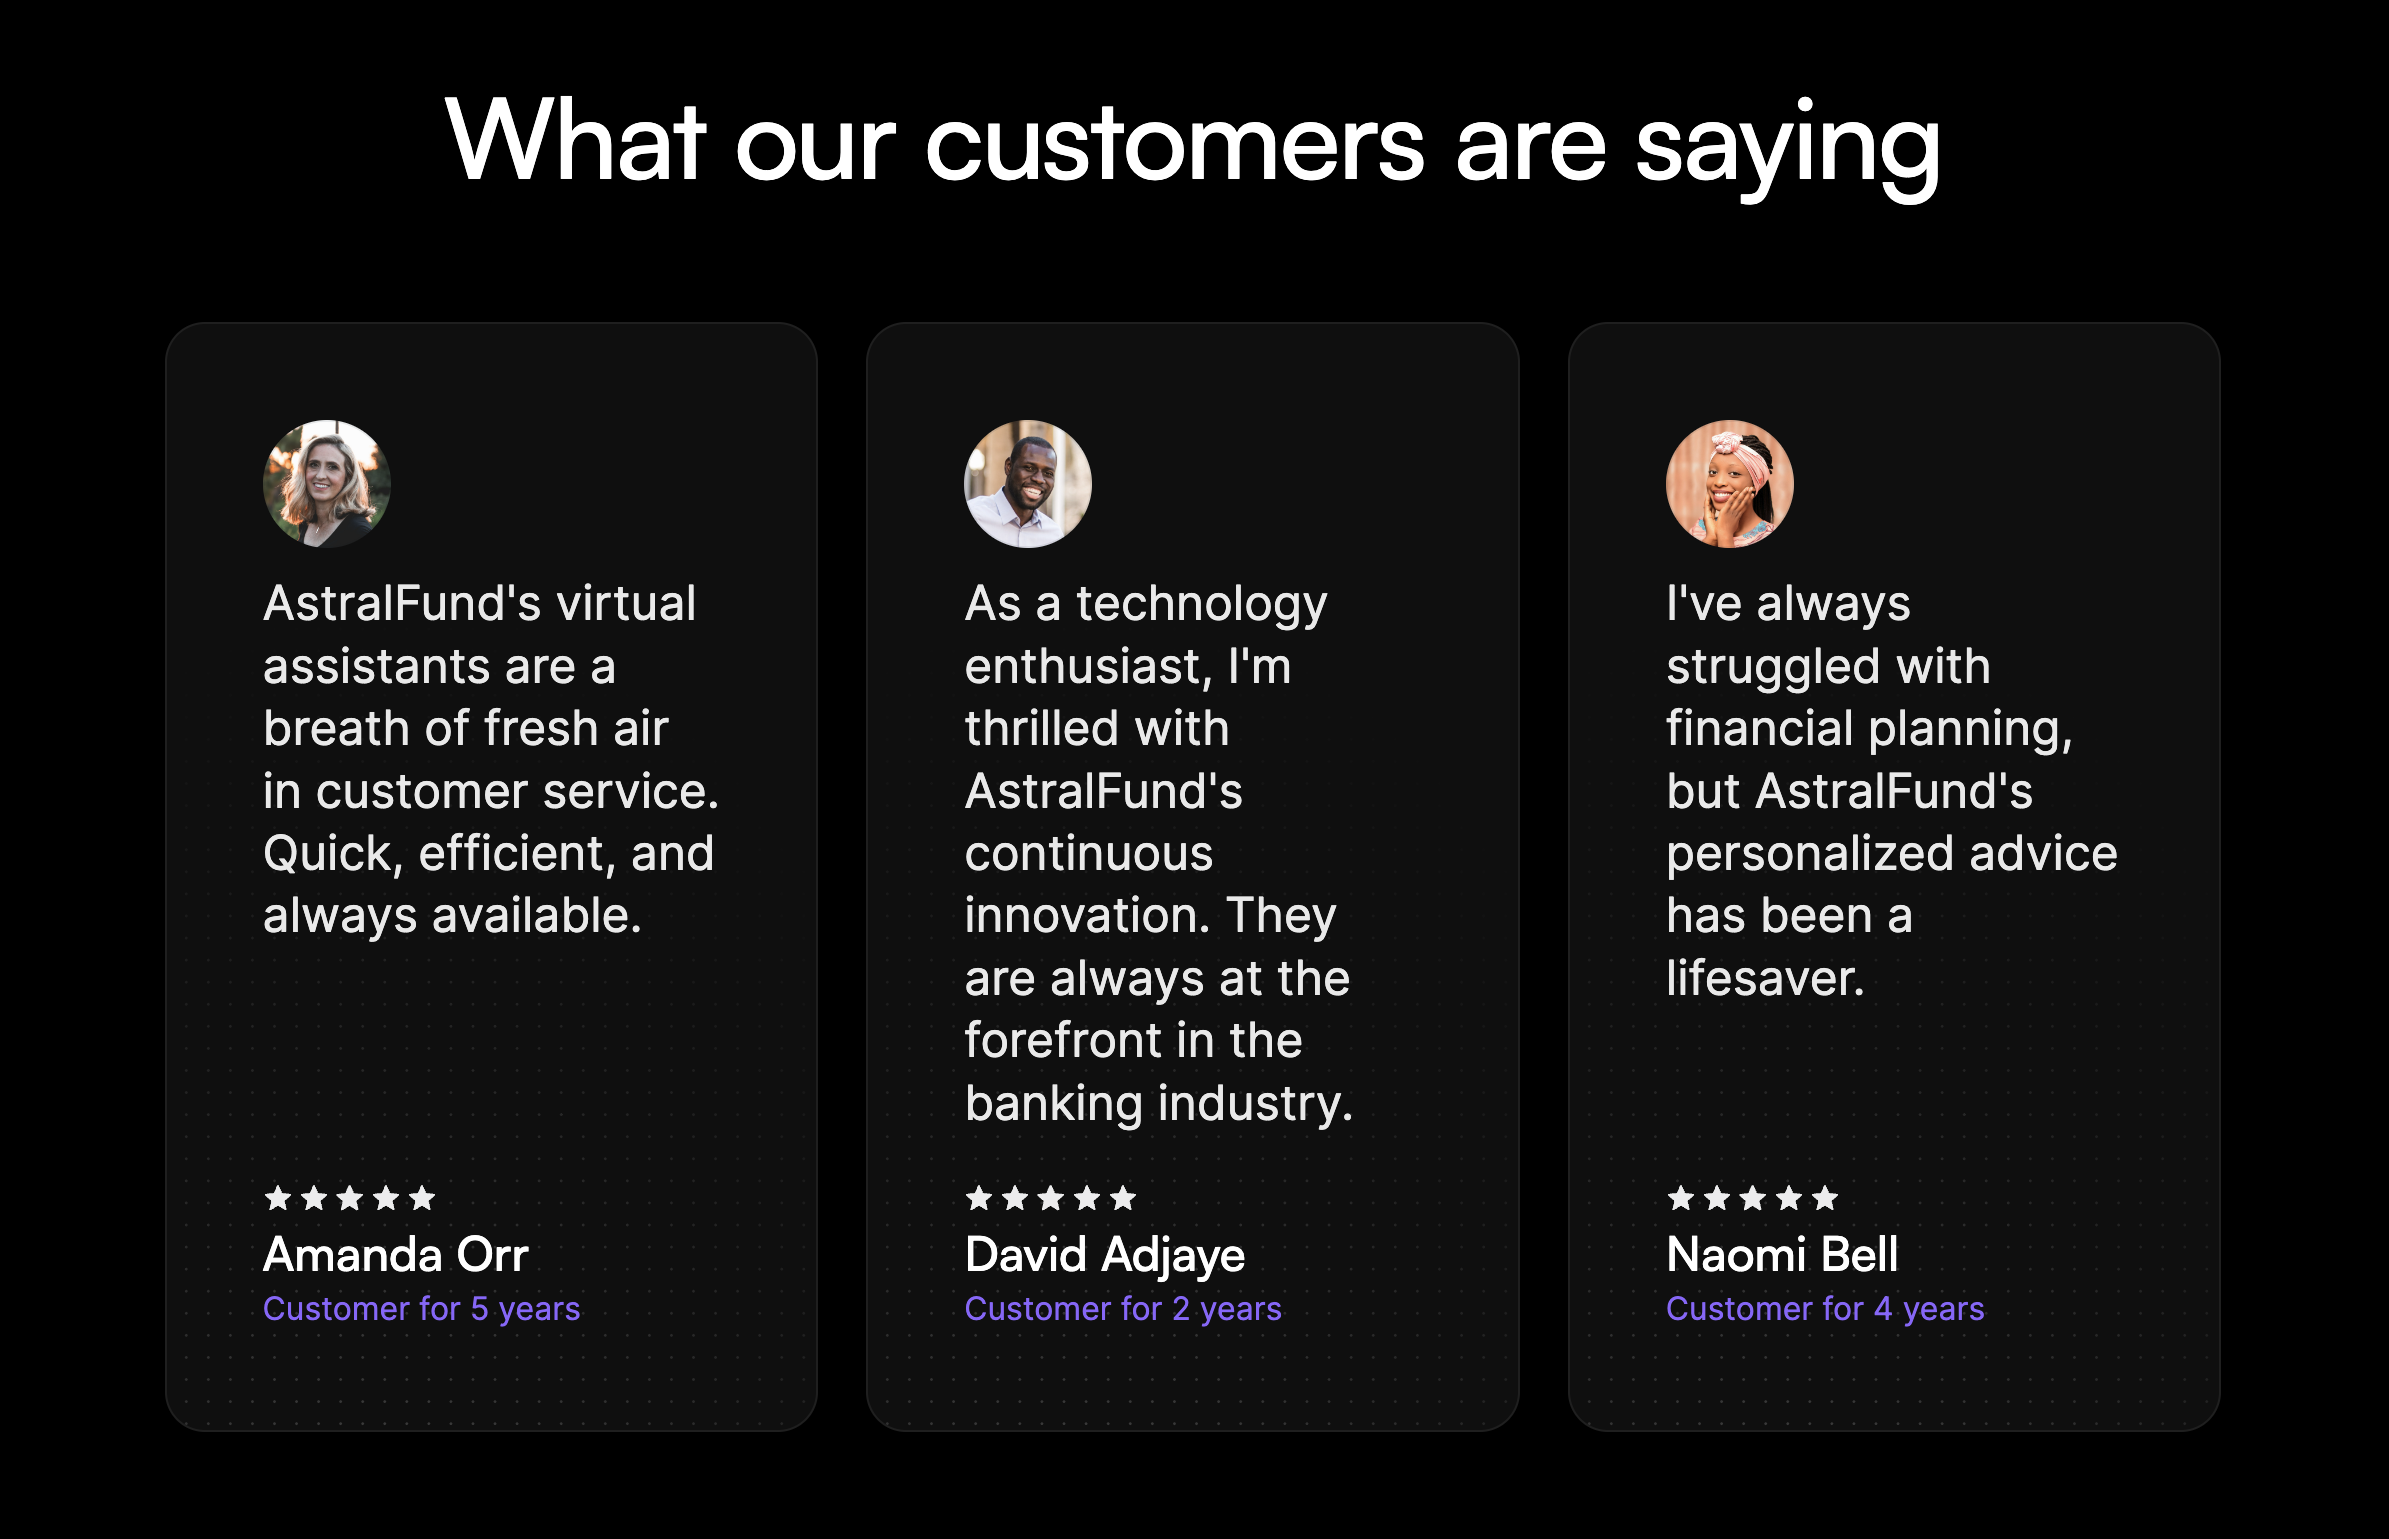 What our customers are saying
AstralFund's virtual
assistants are a
breath of fresh air
in customer service.
Quick, efficient, and
always available.
Amanda Orr
Customer for 5 years
As a technology
enthusiast, I'm
thrilled with
AstralFund's
continuous
innovation. They
are always at the
forefront in the
banking industry.
David Adjaye
Customer for 2 years
I've always
struggled with
financial planning,
but AstralFund's
personalized advice
has been a
lifesaver.
Naomi Bell
Customer for 4 years